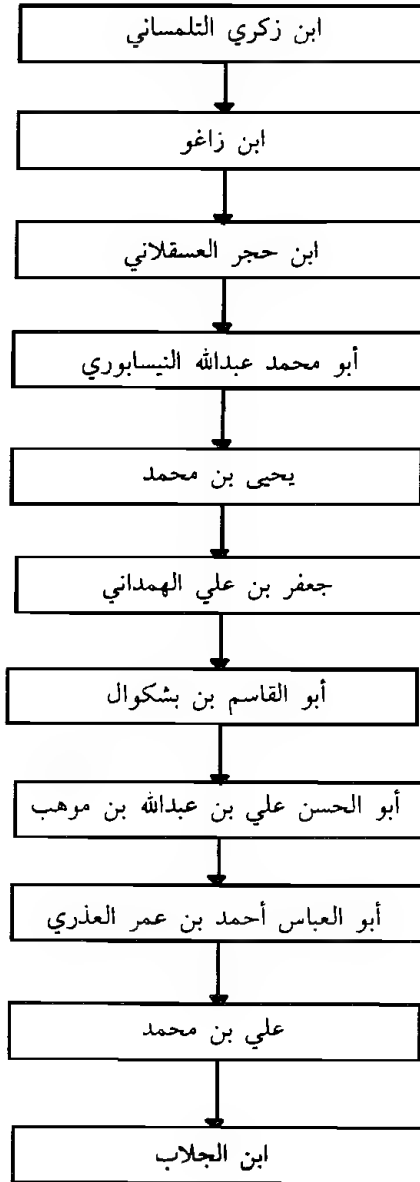 ابن زكري التلمساني
ابن زاغو
ابن حجر العسقلاني
أبو محمد عبدالله النيسابوري
يحيى بن محمد
جعفر بن علي الهمداني
أبو القاسم بن بشكوال
أبو الحسن علي بن عبدالله بن موهب
أبو العباس أحمد بن عمر العذري
علي بن محمد
ابن الجلاب